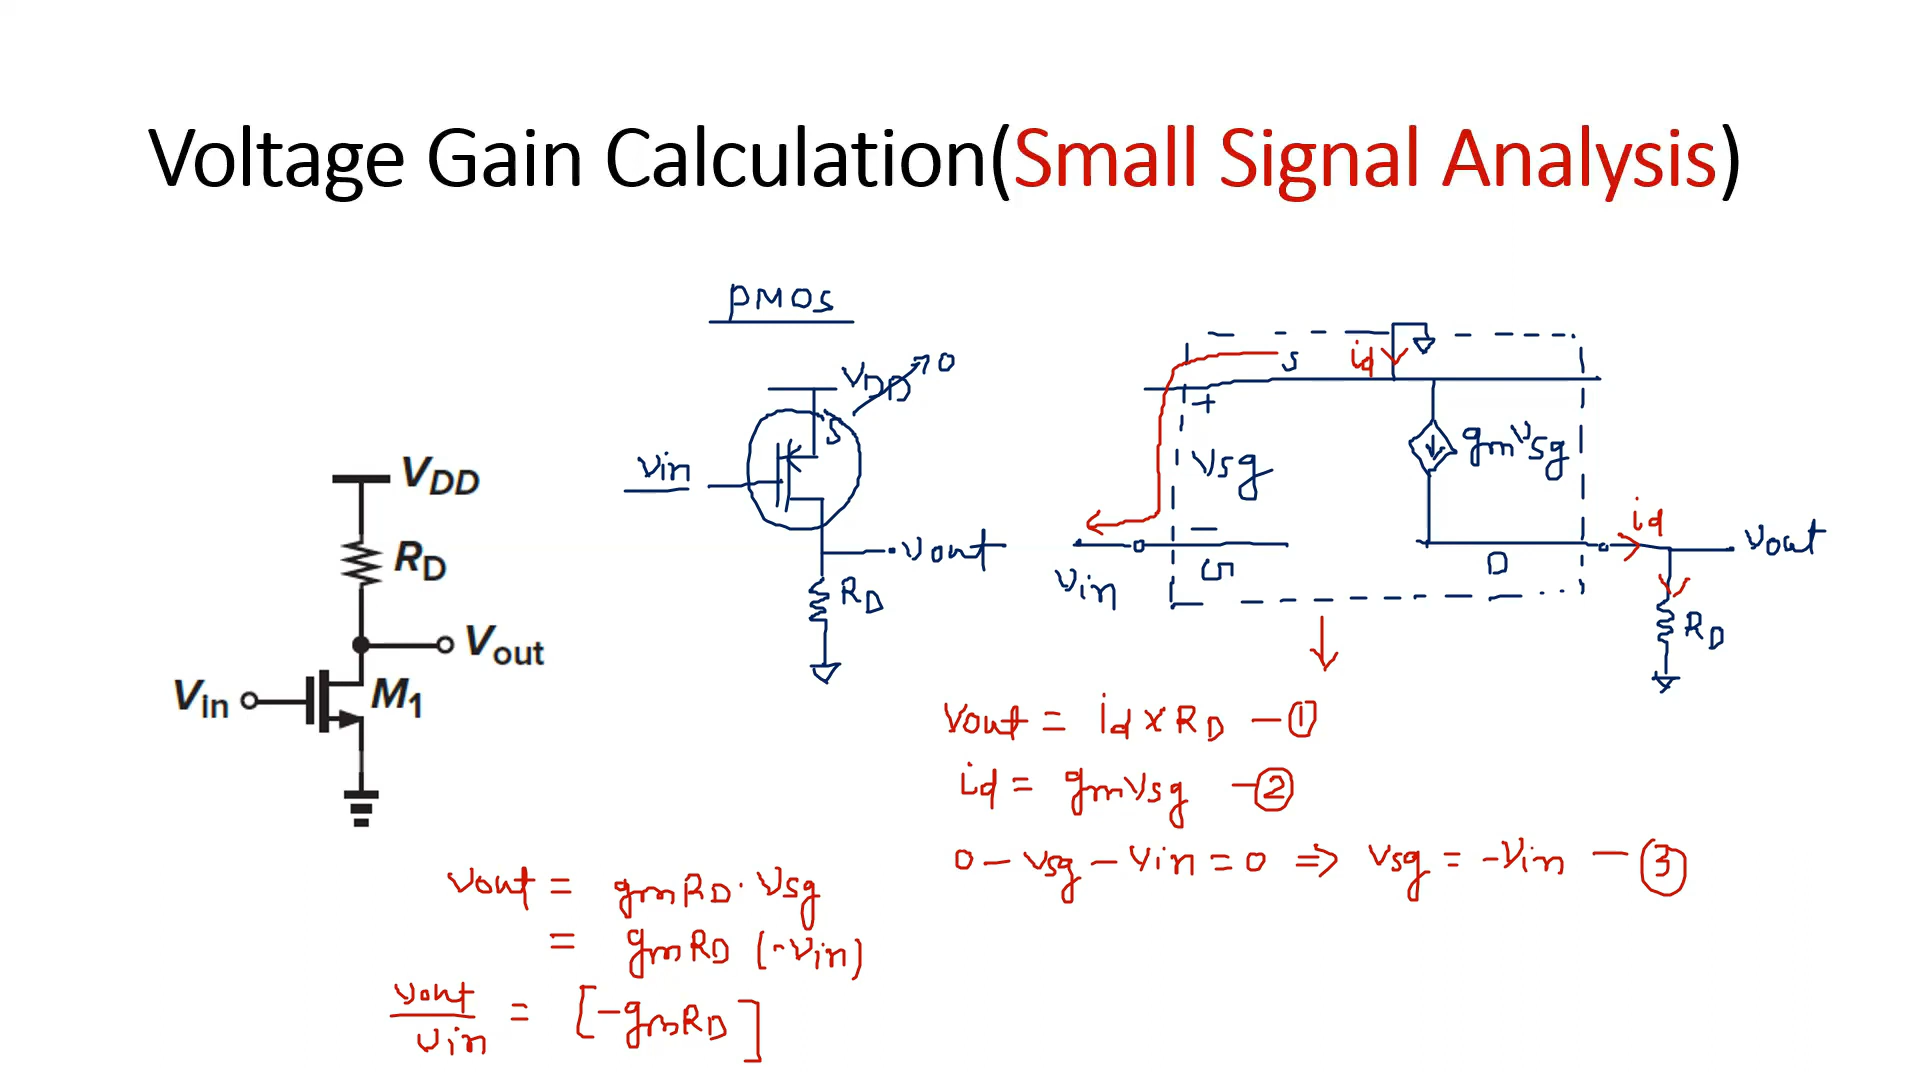 Voltage Gain Calculation(Small Signal Analysis)
PMOS
VDD
RD
Vout
Vin
M1
VDD 0
S
Vin
Vout
RD
S
id
+
Vsg
gmVsg
−
G
Vin
D
id
Vout
RD
Vout = id × RD − ①
id = gmVsg − ②
0 − Vsg − Vin = 0 ⇒ Vsg = -Vin − ③
Vout = gmRD · Vsg
= gmRD (-Vin)
Vout/Vin = [-gmRD]